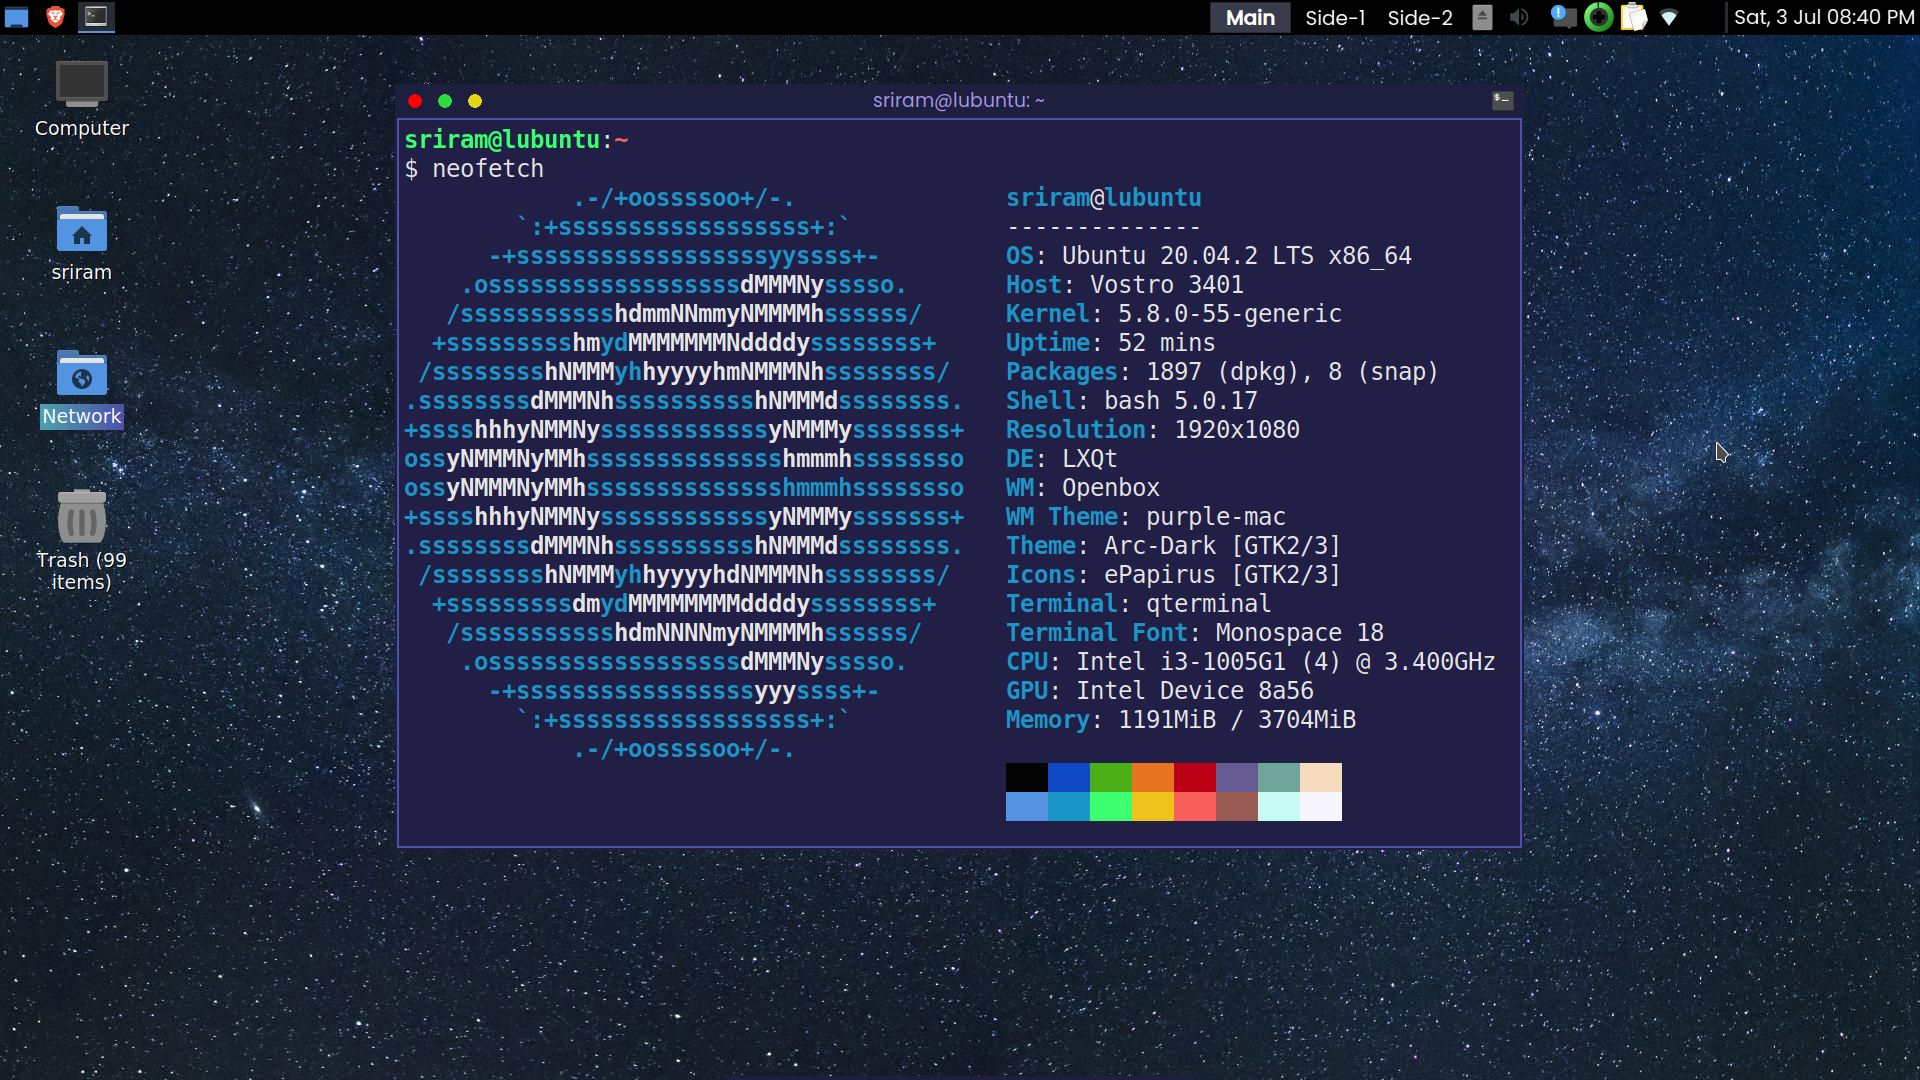 Main Side-1 Side-2 Sat, 3 Jul 08:40 PM
Computer
sriram
Network
Trash (99
items)
sriram@lubuntu: ~
sriram@lubuntu:~
$ neofetch
.-/+oossssoo+/-.
`:+ssssssssssssssssss+:`
-+ssssssssssssssssssyyssss+-
.ossssssssssssssssssdMMMNysssso.
/ssssssssssshdmmNNmmyNMMMMhssssss/
+ssssssssshmydMMMMMMMNddddyssssssss+
/sssssssshNMMMyhhyyyyhmNMMMNhssssssss/
.ssssssssdMMMNhsssssssssshNMMMdssssssss.
+sssshhhyNMMNyssssssssssssyNMMMysssssss+
ossyNMMMNyMMhsssssssssssssshmmmhssssssso
ossyNMMMNyMMhsssssssssssssshmmmhssssssso
+sssshhhyNMMNyssssssssssssyNMMMysssssss+
.ssssssssdMMMNhsssssssssshNMMMdssssssss.
/sssssssshNMMMyhhyyyyhdNMMMNhssssssss/
+sssssssssdmydMMMMMMMMddddyssssssss+
/ssssssssssshdmNNNNmyNMMMMhssssss/
.ossssssssssssssssssdMMMNysssso.
-+sssssssssssssssssyyyssss+-
`:+ssssssssssssssssss+:`
.-/+oossssoo+/-.
sriram@lubuntu
--------------
OS: Ubuntu 20.04.2 LTS x86_64
Host: Vostro 3401
Kernel: 5.8.0-55-generic
Uptime: 52 mins
Packages: 1897 (dpkg), 8 (snap)
Shell: bash 5.0.17
Resolution: 1920x1080
DE: LXQt
WM: Openbox
WM Theme: purple-mac
Theme: Arc-Dark [GTK2/3]
Icons: ePapirus [GTK2/3]
Terminal: qterminal
Terminal Font: Monospace 18
CPU: Intel i3-1005G1 (4) @ 3.400GHz
GPU: Intel Device 8a56
Memory: 1191MiB / 3704MiB